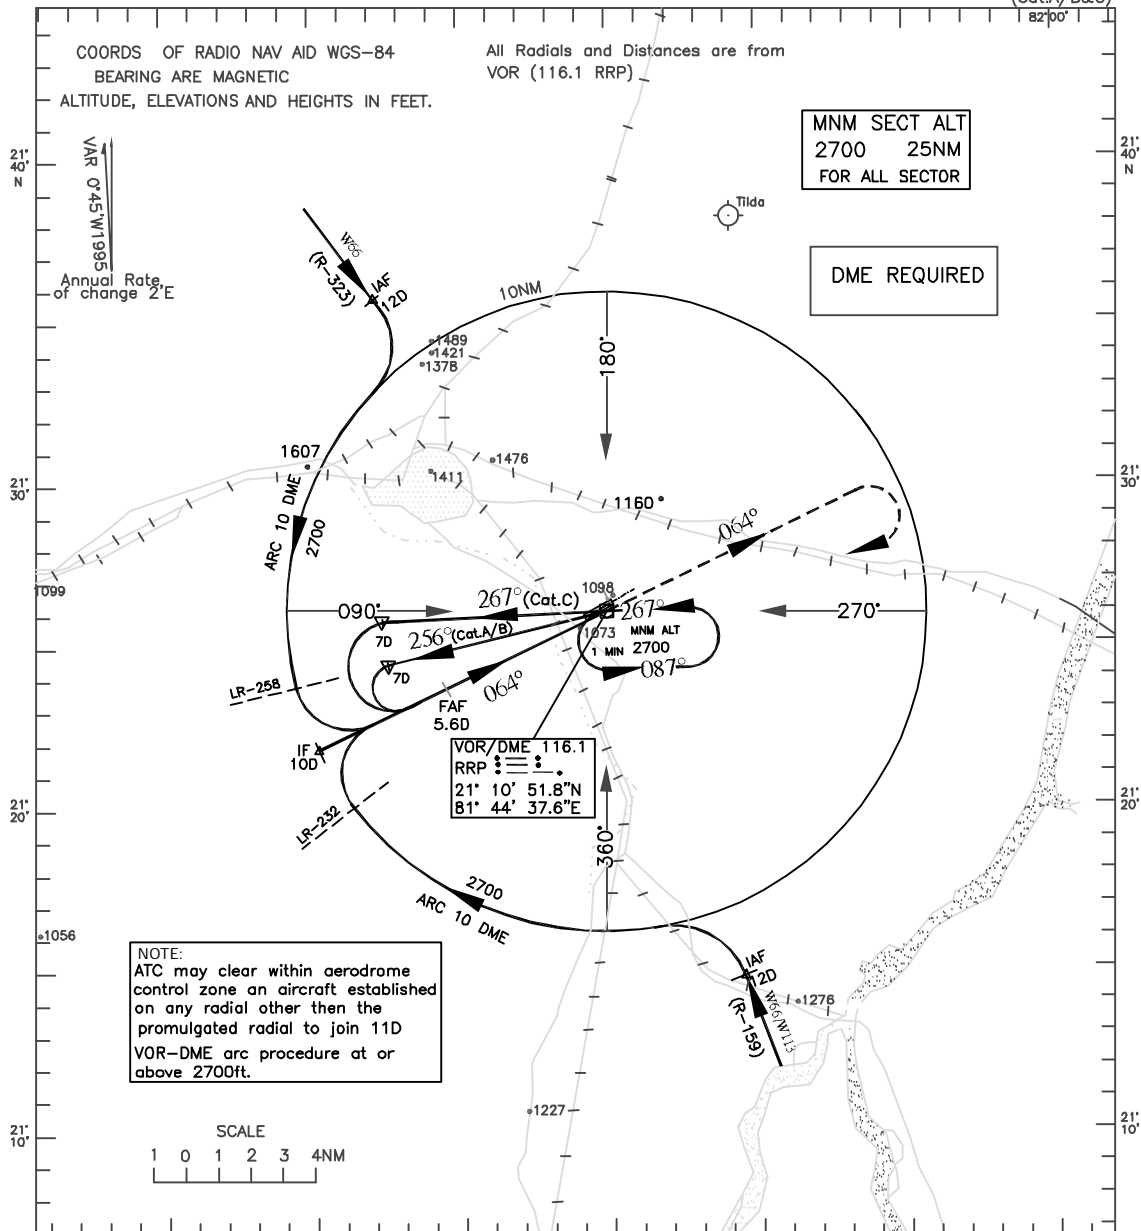 (Cat.A/B&C)
82°00'
COORDS OF RADIO NAV AID WGS-84
BEARING ARE MAGNETIC
ALTITUDE, ELEVATIONS AND HEIGHTS IN FEET.
All Radials and Distances are from
VOR (116.1 RRP)
MNM SECT ALT
2700 25NM
FOR ALL SECTOR
21°
40'
N
21°
40'
N
VAR 0°45'W1995
Annual Rate
of change 2'E
Tilda
DME REQUIRED
W66
(R-323)
IAF
12D
10NM
180°
1489
1421
1378
1607
1476
1411
1160
21°
30'
21°
30'
ARC 10 DME
2700
064°
1099
1098
267° (Cat.C)
090°
267°
270°
7D
256° (Cat.A/B)
1073
MNM ALT
1 MIN 2700
087°
7D
064°
LR-258
FAF
5.6D
IF
10D
VOR/DME 116.1
RRP
21° 10' 51.8"N
81° 44' 37.6"E
LR-232
360°
21°
20'
21°
20'
2700
ARC 10 DME
1056
IAF
12D
W66/W113
(R-159)
1276
NOTE:
ATC may clear within aerodrome
control zone an aircraft established
on any radial other then the
promulgated radial to join 11D
VOR-DME arc procedure at or
above 2700ft.
1227
21°
10'
21°
10'
SCALE
1 0 1 2 3 4NM